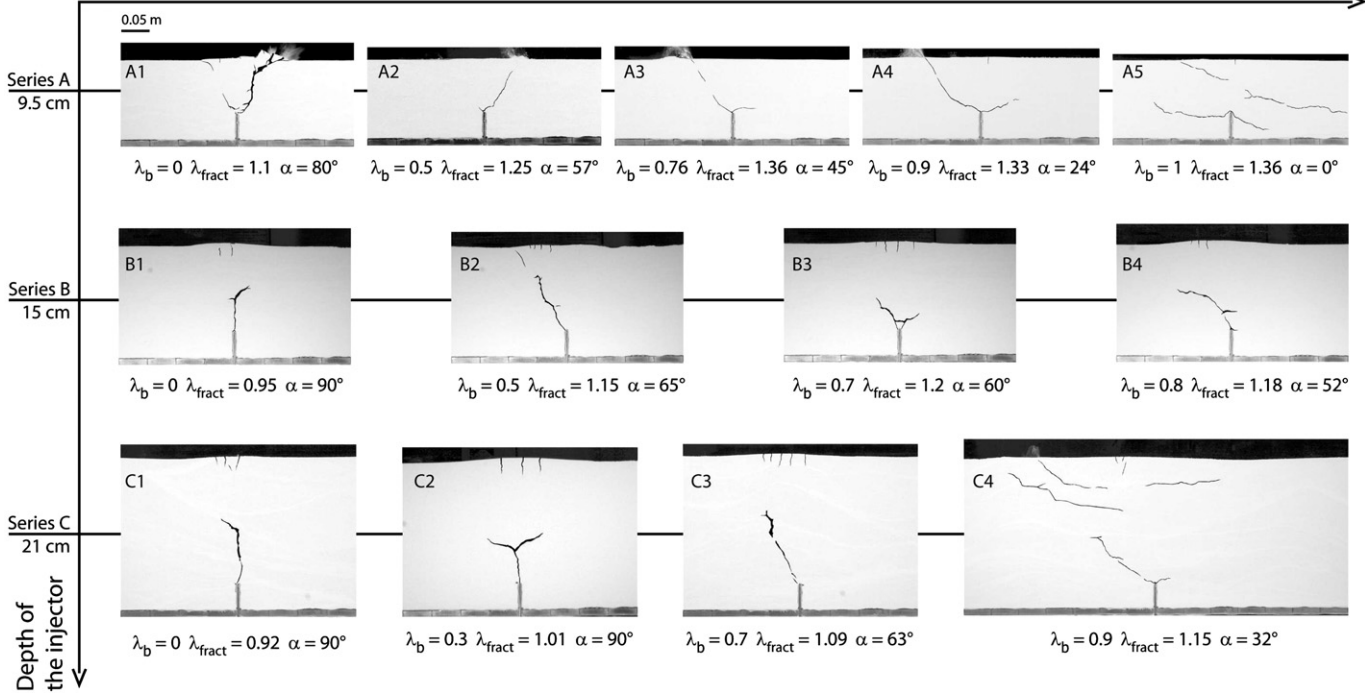 0.05 m
Series A
9.5 cm
A1
A2
A3
A4
A5
λb = 0 λfract = 1.1 α = 80°
λb = 0.5 λfract = 1.25 α = 57°
λb = 0.76 λfract = 1.36 α = 45°
λb = 0.9 λfract = 1.33 α = 24°
λb = 1 λfract = 1.36 α = 0°
Series B
15 cm
B1
B2
B3
B4
λb = 0 λfract = 0.95 α = 90°
λb = 0.5 λfract = 1.15 α = 65°
λb = 0.7 λfract = 1.2 α = 60°
λb = 0.8 λfract = 1.18 α = 52°
Series C
21 cm
C1
C2
C3
C4
λb = 0 λfract = 0.92 α = 90°
λb = 0.3 λfract = 1.01 α = 90°
λb = 0.7 λfract = 1.09 α = 63°
λb = 0.9 λfract = 1.15 α = 32°
Depth of
the injector